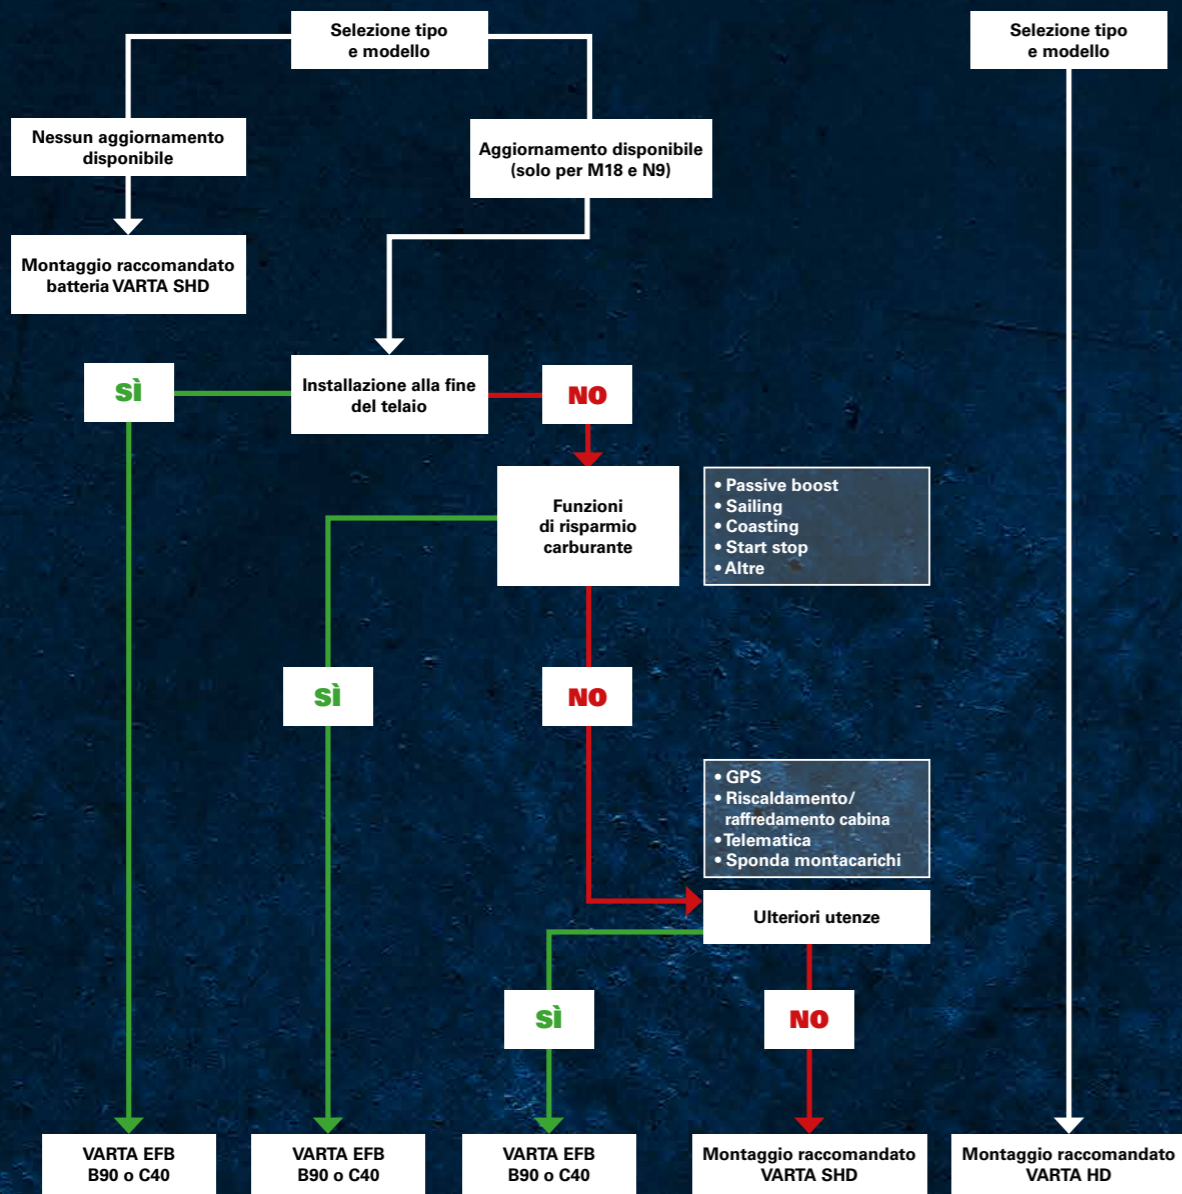 Selezione tipo
e modello
Selezione tipo
e modello
Nessun aggiornamento
disponibile
Aggiornamento disponibile
(solo per M18 e N9)
Montaggio raccomandato
batteria VARTA SHD
SÌ
Installazione alla fine
del telaio
NO
Funzioni
di risparmio
carburante
• Passive boost
• Sailing
• Coasting
• Start stop
• Altre
SÌ
NO
• GPS
• Riscaldamento/
raffredamento cabina
• Telematica
• Sponda montacarichi
Ulteriori utenze
SÌ
NO
VARTA EFB
B90 o C40
VARTA EFB
B90 o C40
VARTA EFB
B90 o C40
Montaggio raccomandato
VARTA SHD
Montaggio raccomandato
VARTA HD